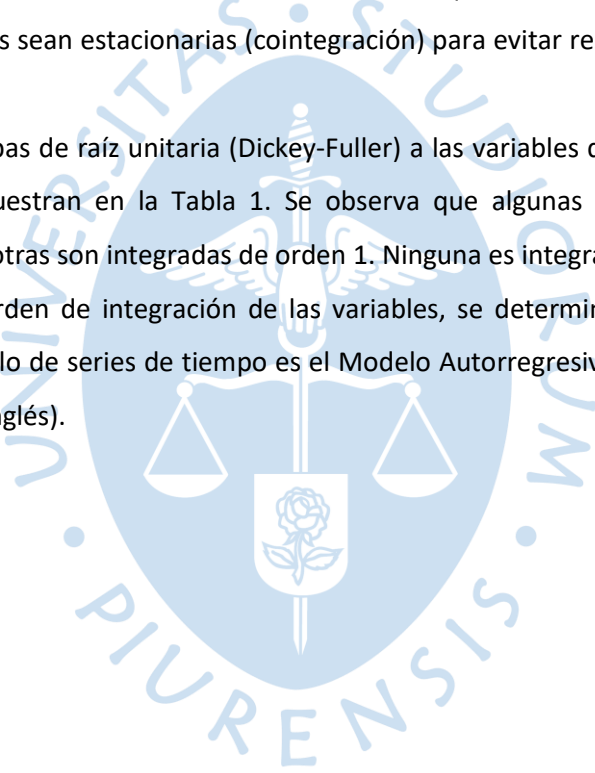 s sean estacionarias (cointegración) para evitar re
bas de raíz unitaria (Dickey-Fuller) a las variables
uestran en la Tabla 1. Se observa que algunas
otras son integradas de orden 1. Ninguna es integra
rden de integración de las variables, se determin
lo de series de tiempo es el Modelo Autorregresiv
glés).
UNIVERSITAS STUDIORUM
PIURENSIS